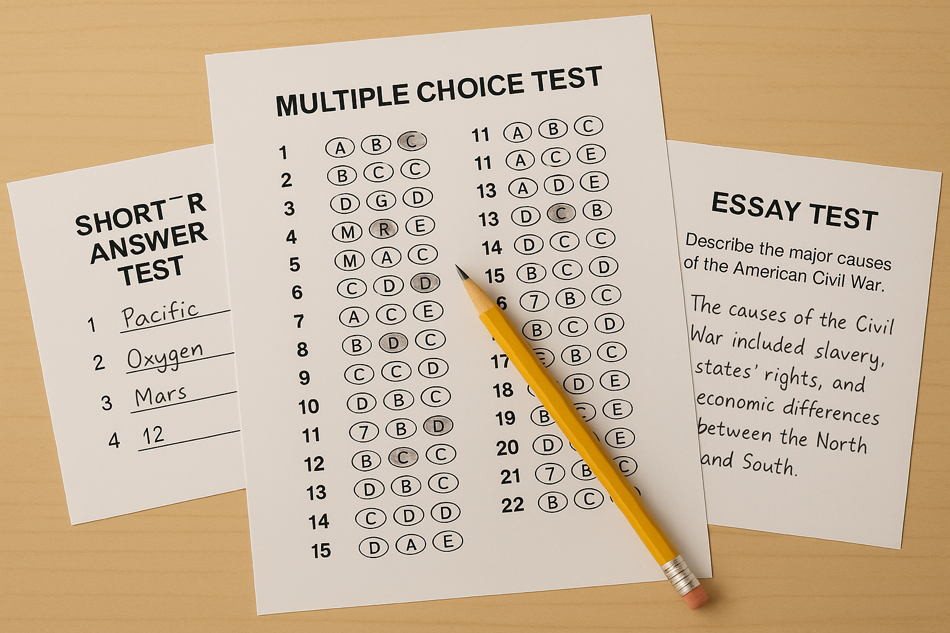 SHORT¯R
ANSWER
TEST
1 Pacific
2 Oxygen
3 Mars
4 12
MULTIPLE CHOICE TEST
1 A B C
2 B C C
3 D G D
4 M R E
5 M A C
6 C D D
7 A C E
8 B D C
9 C C D
10 D B C
11 7 B D
12 B C C
13 D B C
14 C D D
15 D A E
11 A B C
11 A C E
13 A D E
13 D C B
14 D C C
15 B C D
6 7 B C
B C D
17 B C
18 D E
19 B E
20 D E
21 7 B C
22 B C
ESSAY TEST
Describe the major causes
of the American Civil War.
The causes of the Civil
War included slavery,
states' rights, and
economic differences
between the North
and South.